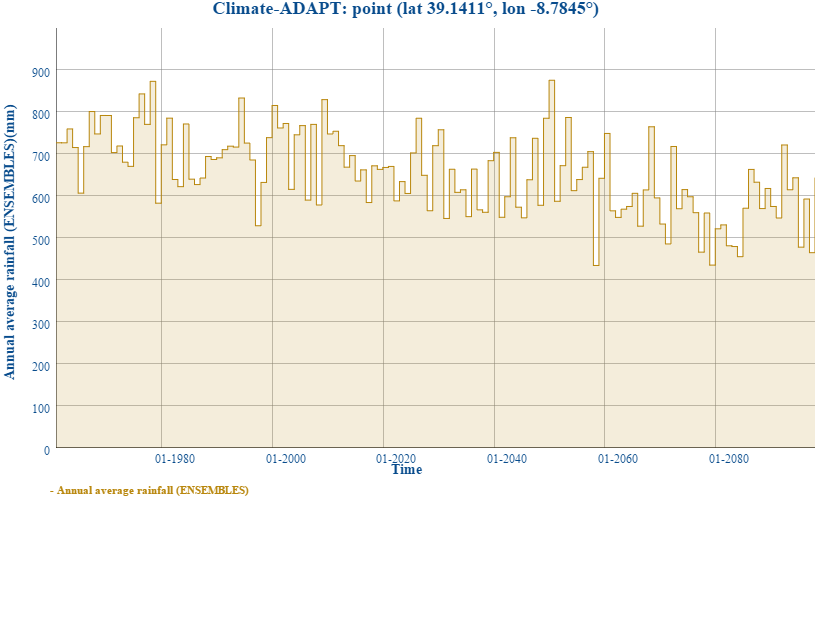 Climate-ADAPT: point (lat 39.1411°, lon -8.7845°)
Annual average rainfall (ENSEMBLES)(mm)
900
800
700
600
500
400
300
200
100
0
01-1980 01-2000 01-2020 01-2040 01-2060 01-2080
Time
- Annual average rainfall (ENSEMBLES)